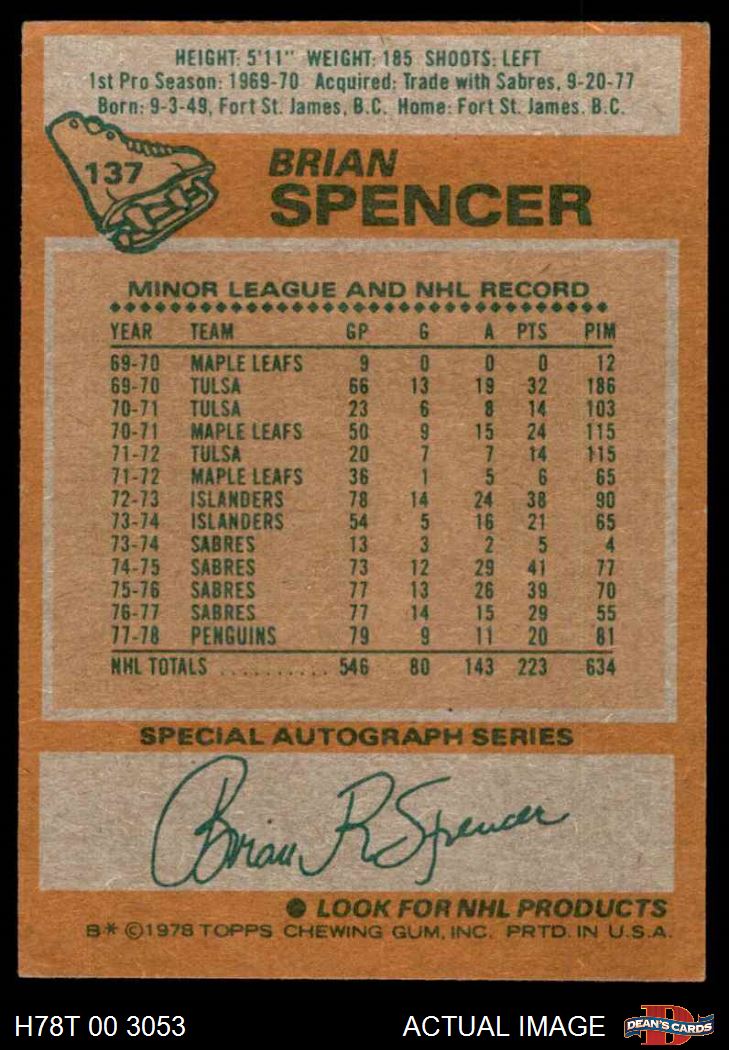 HEIGHT: 5'11" WEIGHT: 185 SHOOTS: LEFT
1st Pro Season: 1969-70 Acquired: Trade with Sabres, 9-20-77
Born: 9-3-49, Fort St. James, B.C. Home: Fort St. James. B.C.
137
BRIAN
SPENCER
MINOR LEAGUE AND NHL RECORD
YEAR TEAM GP G A PTS PIM
69-70 MAPLE LEAFS 9 0 0 0 12
69-70 TULSA 66 13 19 32 186
70-71 TULSA 23 6 8 14 103
70-71 MAPLE LEAFS 50 9 15 24 115
71-72 TULSA 20 7 7 14 115
71-72 MAPLE LEAFS 36 1 5 6 65
72-73 ISLANDERS 78 14 24 38 90
73-74 ISLANDERS 54 5 16 21 65
73-74 SABRES 13 3 2 5 4
74-75 SABRES 73 12 29 41 77
75-76 SABRES 77 13 26 39 70
76-77 SABRES 77 14 15 29 55
77-78 PENGUINS 79 9 11 20 81
NHL TOTALS .......... 546 80 143 223 634
SPECIAL AUTOGRAPH SERIES
Brian R Spencer
● LOOK FOR NHL PRODUCTS
B* ©1978 TOPPS CHEWING GUM, INC. PRTD. IN U.S.A.
H78T 00 3053 ACTUAL IMAGE D DEAN'S CARDS